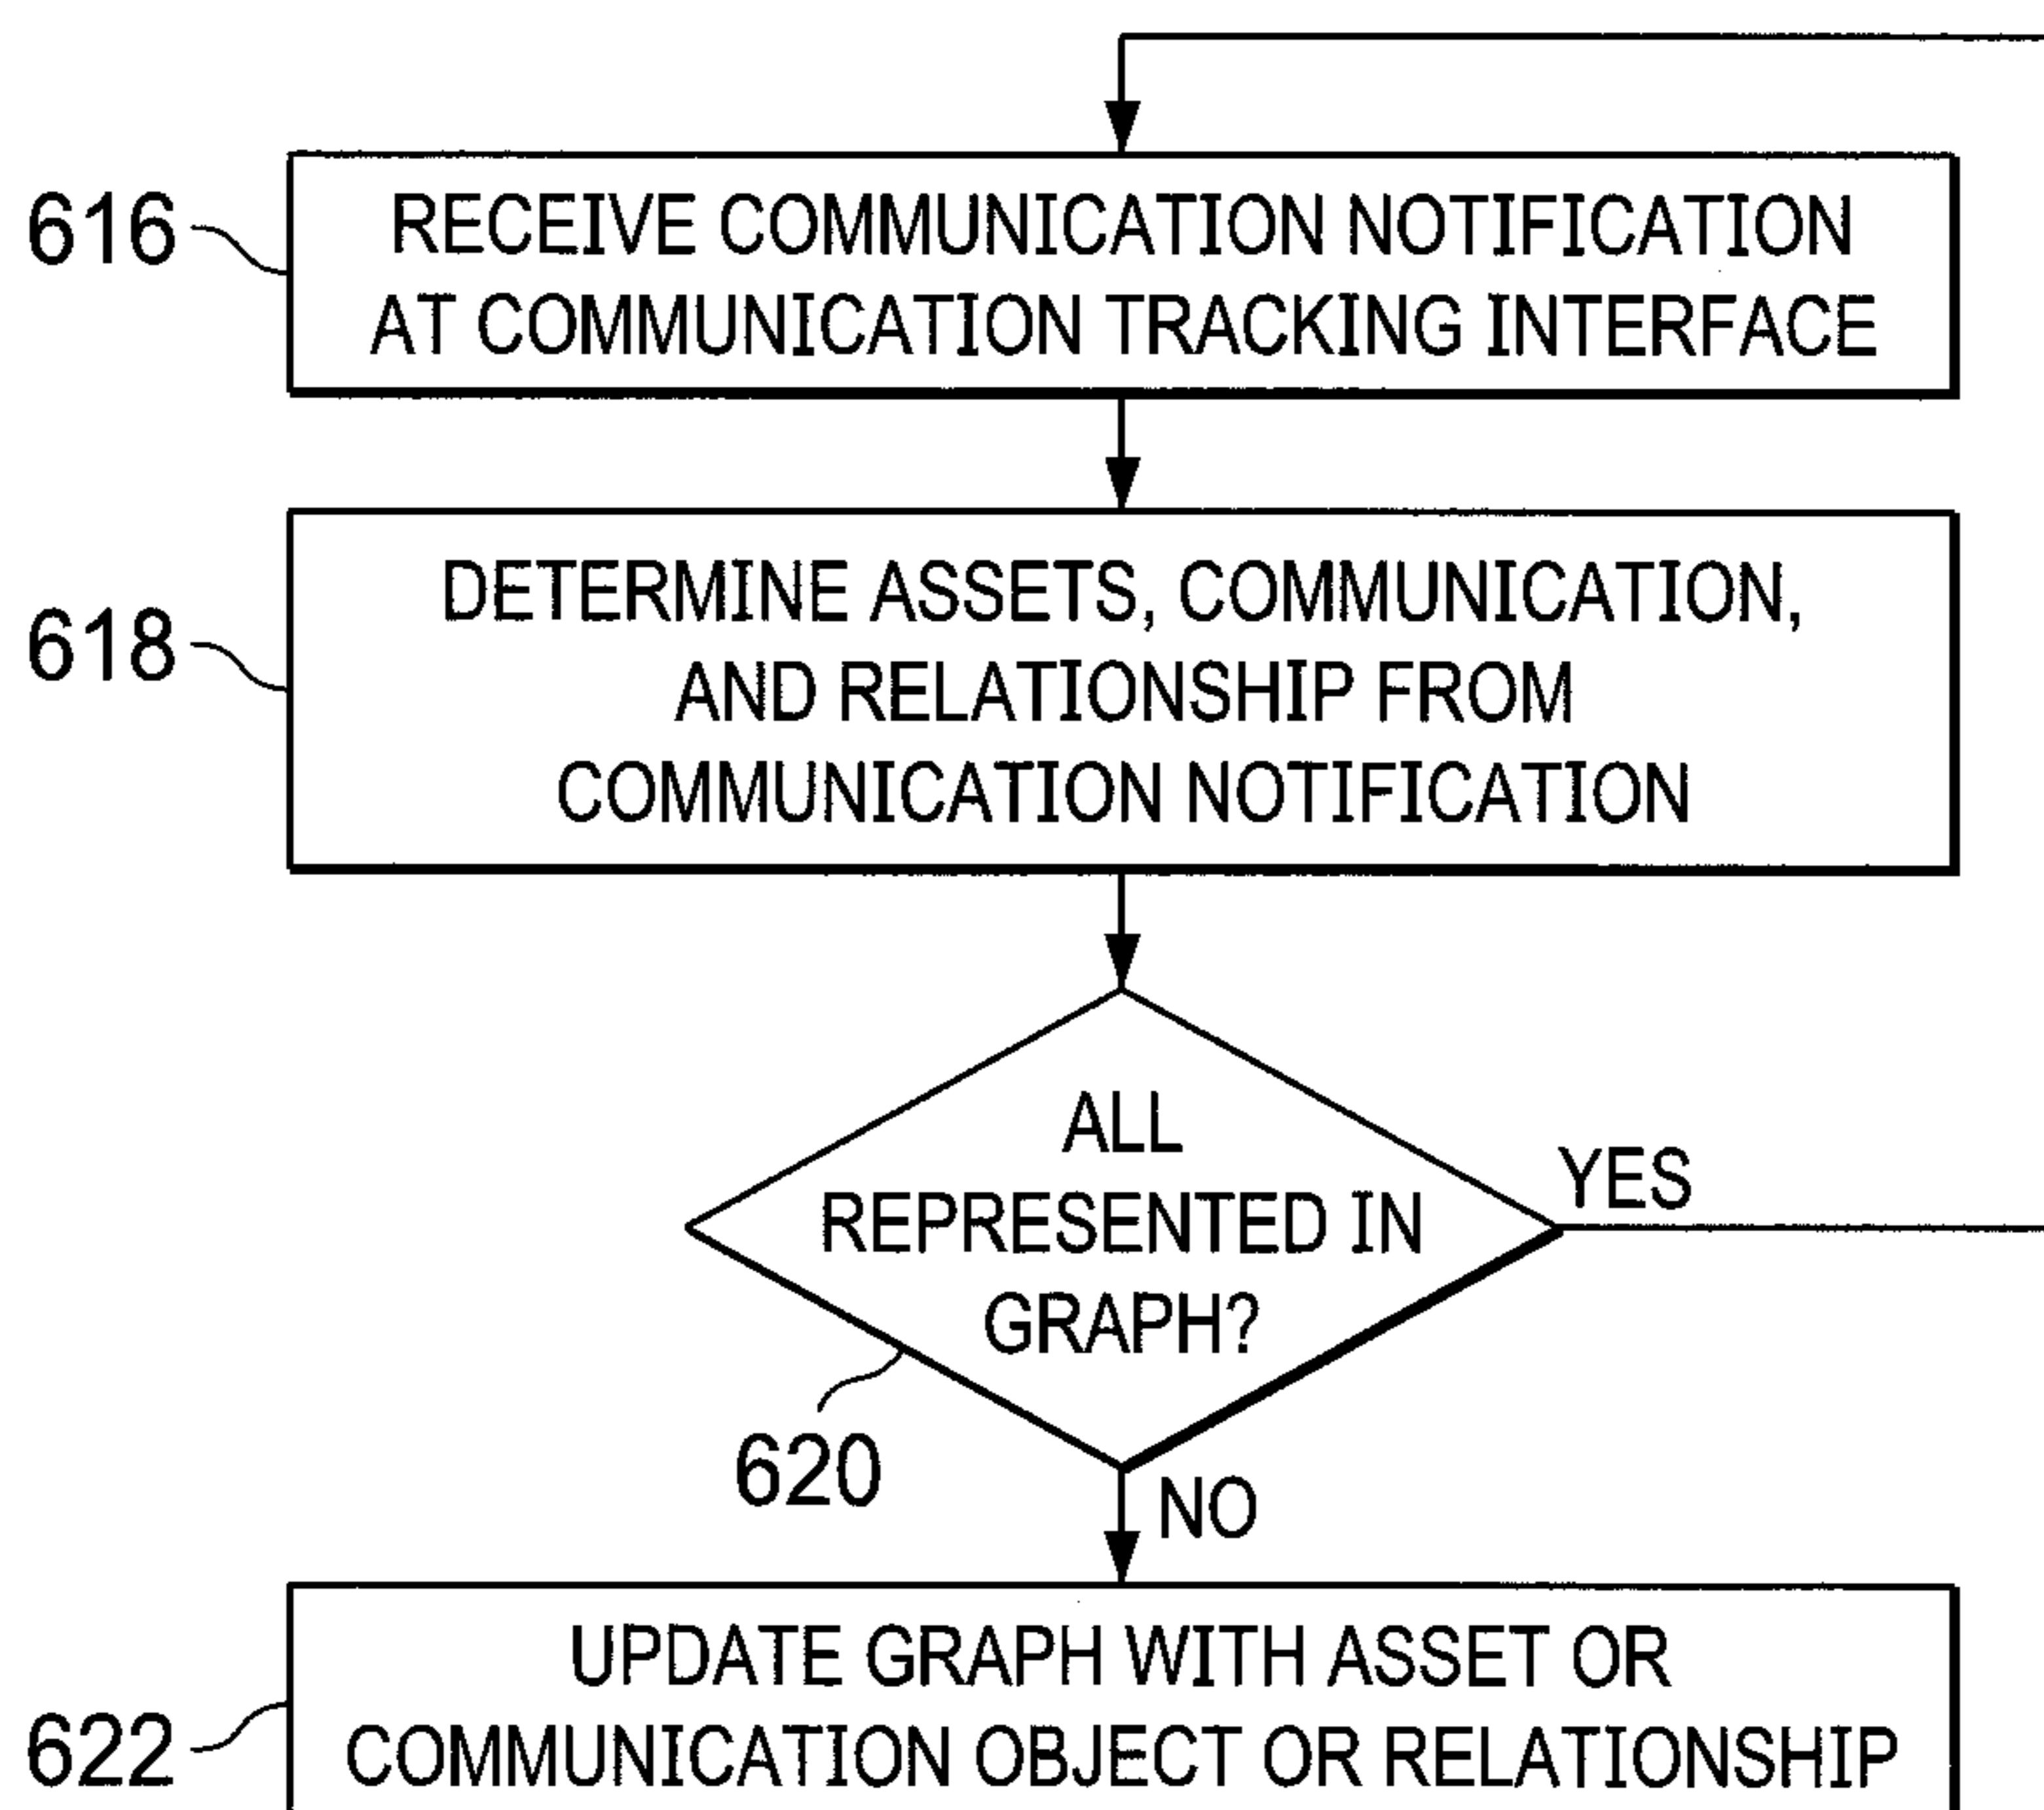 616
RECEIVE COMMUNICATION NOTIFICATION
AT COMMUNICATION TRACKING INTERFACE
618
DETERMINE ASSETS, COMMUNICATION,
AND RELATIONSHIP FROM
COMMUNICATION NOTIFICATION
ALL
REPRESENTED IN
GRAPH?
YES
620
NO
622
UPDATE GRAPH WITH ASSET OR
COMMUNICATION OBJECT OR RELATIONSHIP